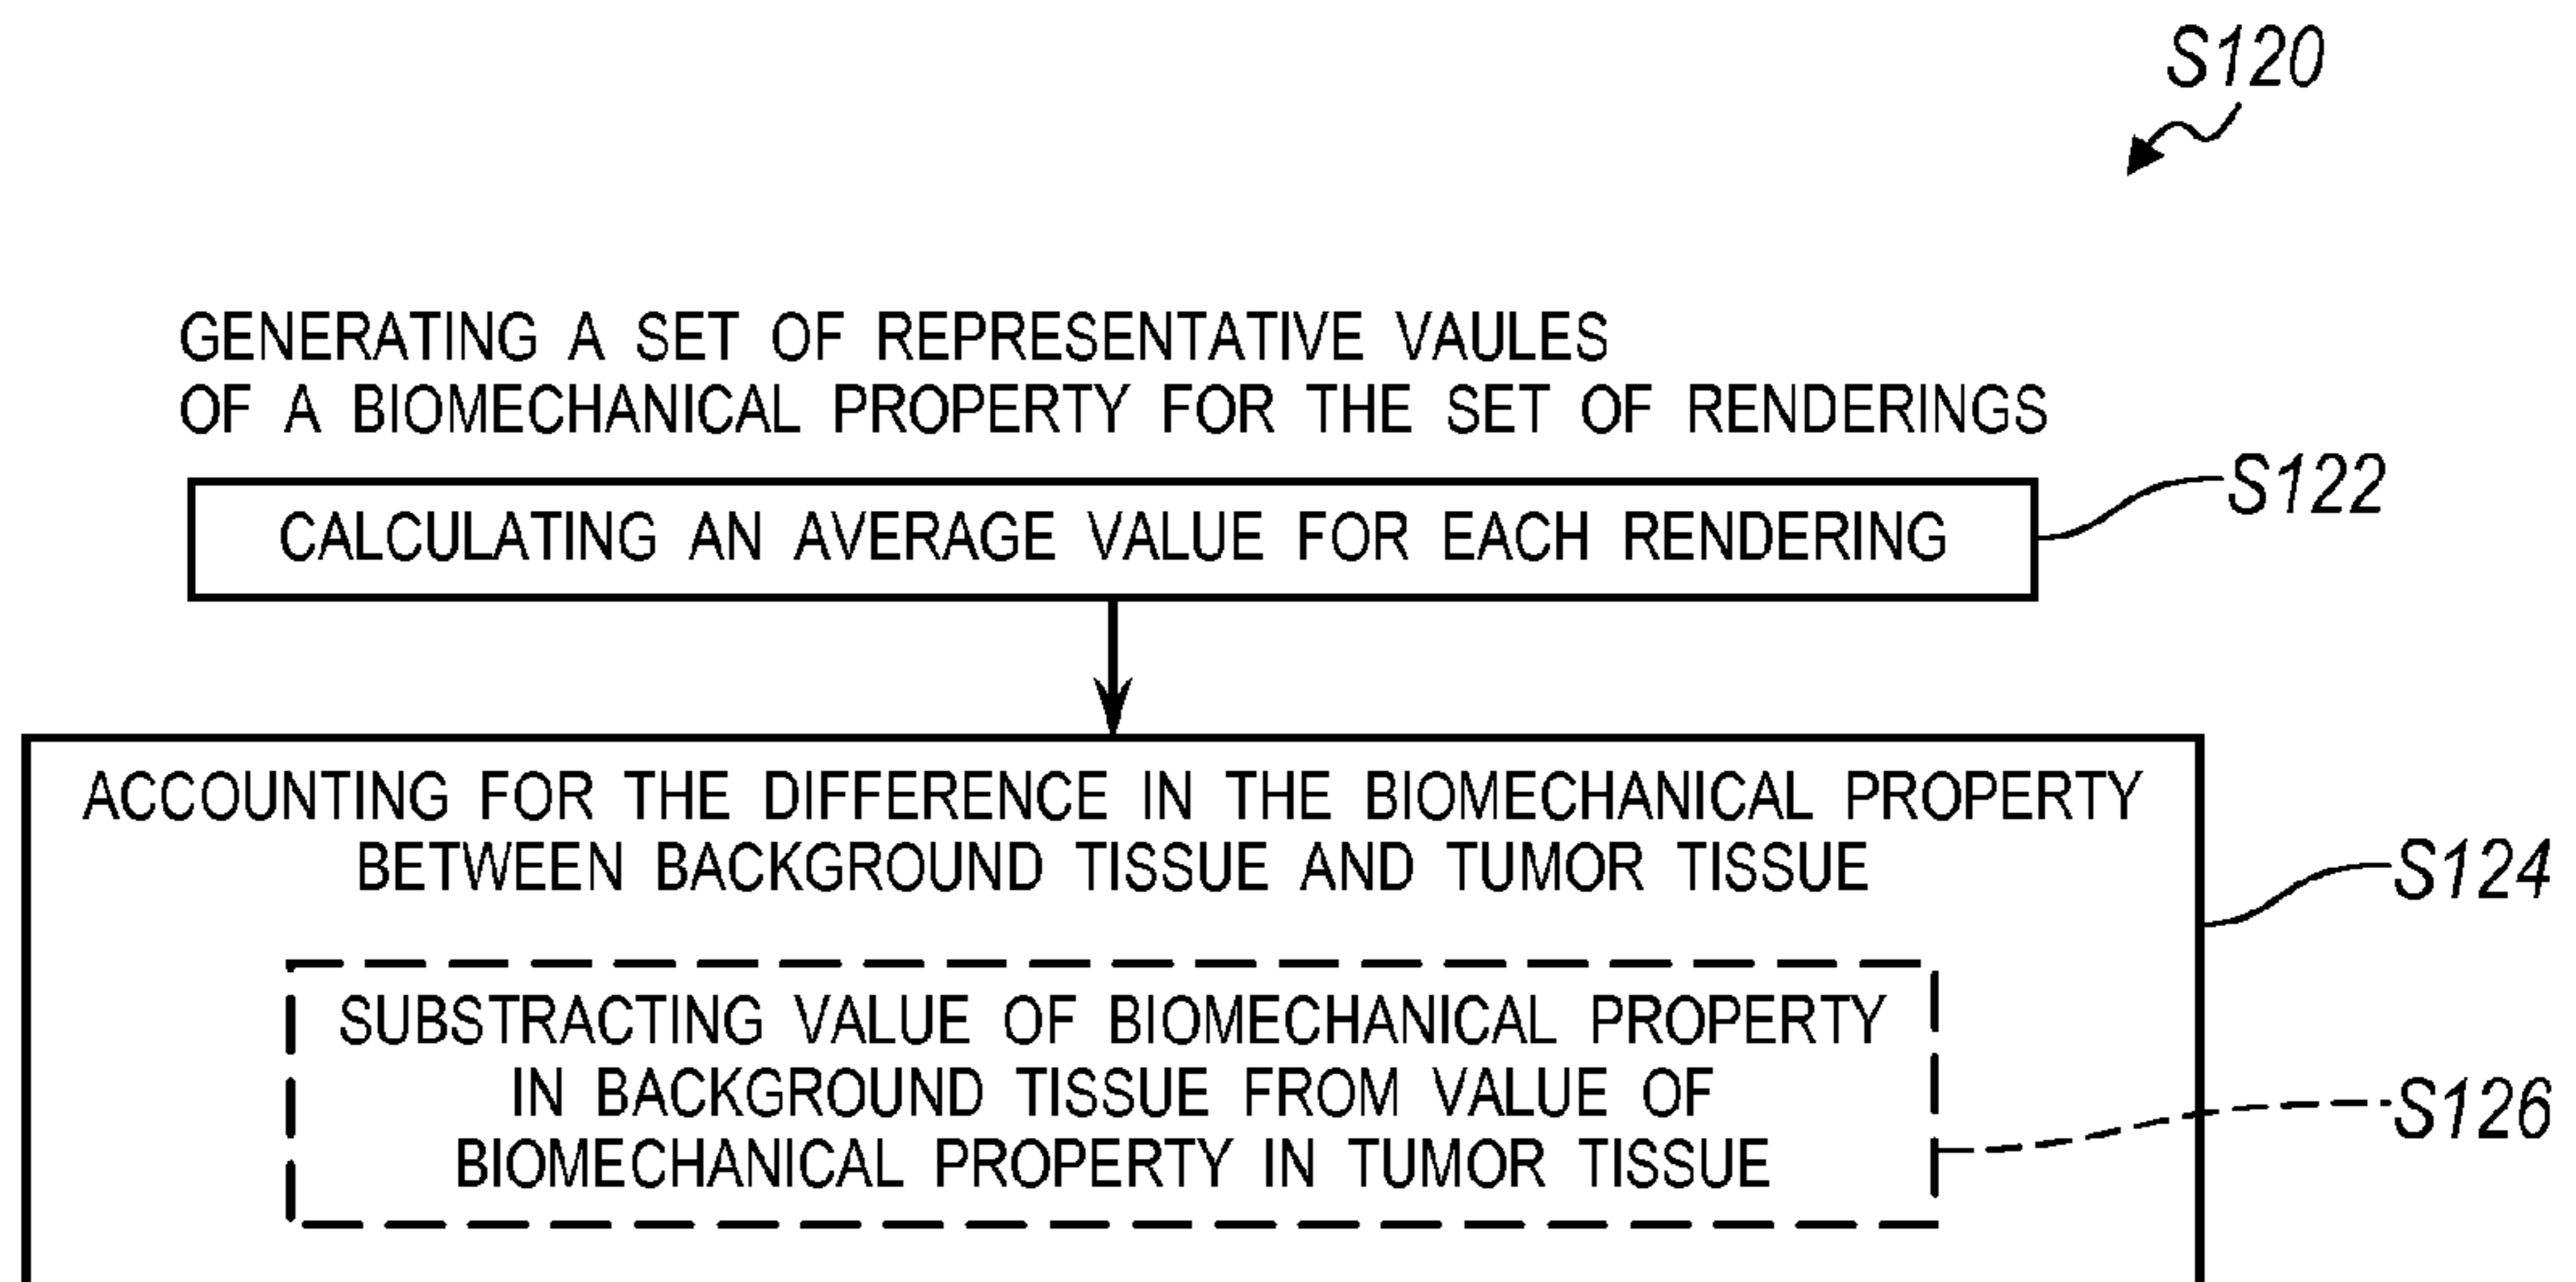 S120
GENERATING A SET OF REPRESENTATIVE VAULES
OF A BIOMECHANICAL PROPERTY FOR THE SET OF RENDERINGS
CALCULATING AN AVERAGE VALUE FOR EACH RENDERING
S122
ACCOUNTING FOR THE DIFFERENCE IN THE BIOMECHANICAL PROPERTY
BETWEEN BACKGROUND TISSUE AND TUMOR TISSUE
S124
SUBSTRACTING VALUE OF BIOMECHANICAL PROPERTY
IN BACKGROUND TISSUE FROM VALUE OF
BIOMECHANICAL PROPERTY IN TUMOR TISSUE
S126